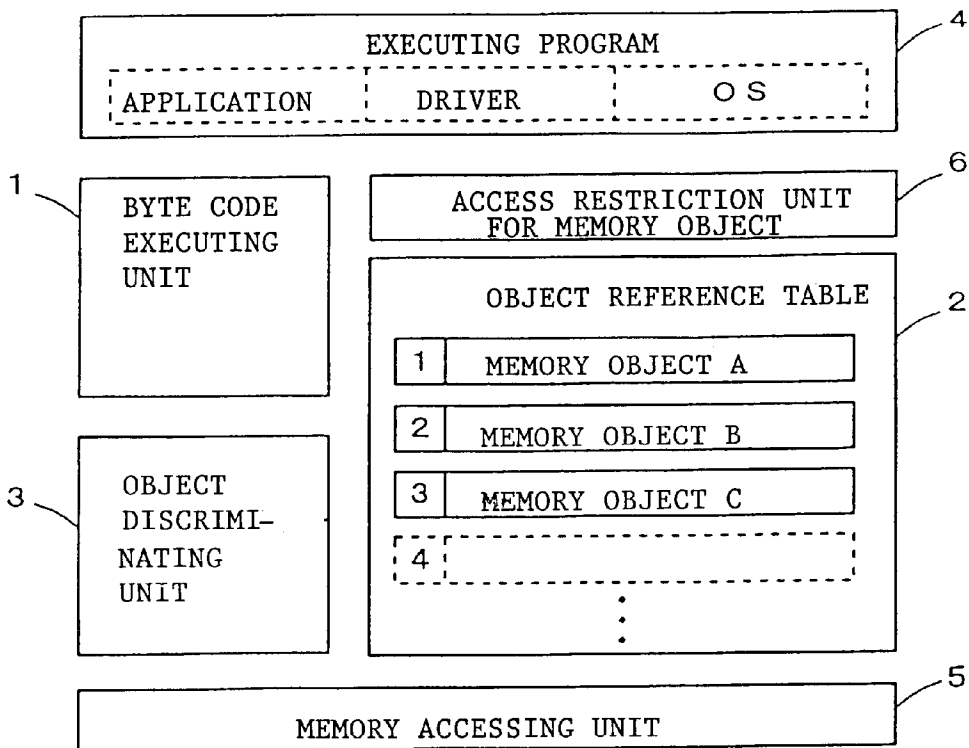 4
EXECUTING PROGRAM
APPLICATION DRIVER OS
1
BYTE CODE
EXECUTING
UNIT
6
ACCESS RESTRICTION UNIT
FOR MEMORY OBJECT
2
OBJECT REFERENCE TABLE
1 MEMORY OBJECT A
2 MEMORY OBJECT B
3 MEMORY OBJECT C
4
3
OBJECT
DISCRIMI-
NATING
UNIT
5
MEMORY ACCESSING UNIT